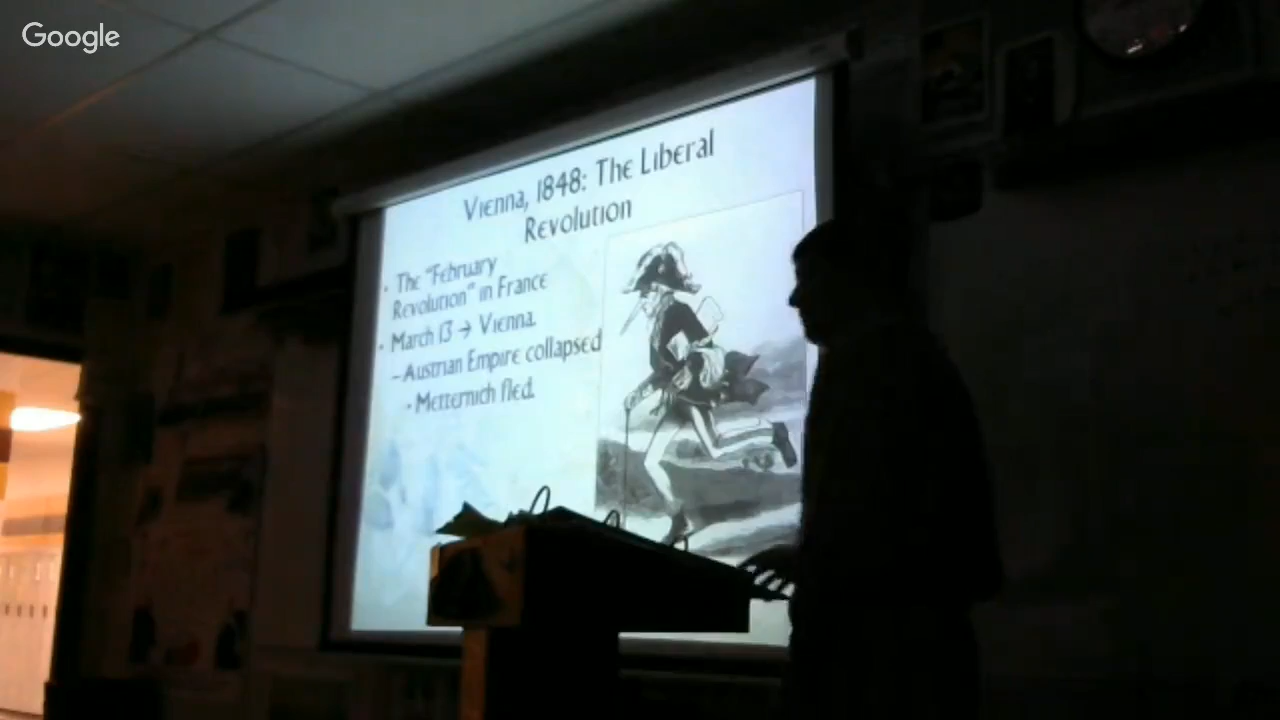 Google
Vienna, 1848: The Liberal
Revolution
• The "February
Revolution" in France
• March 13 → Vienna.
– Austrian Empire collapsed
• Metternich fled.